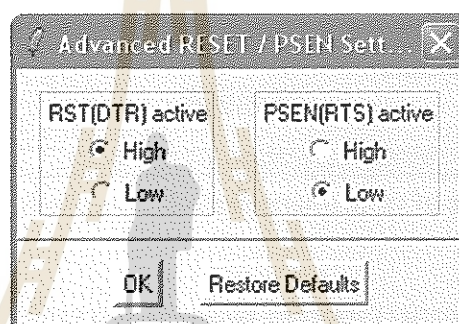 Advanced RESET / PSEN Sett...
RST(DTR) active
High
Low
PSEN(RTS) active
High
Low
OK
Restore Defaults